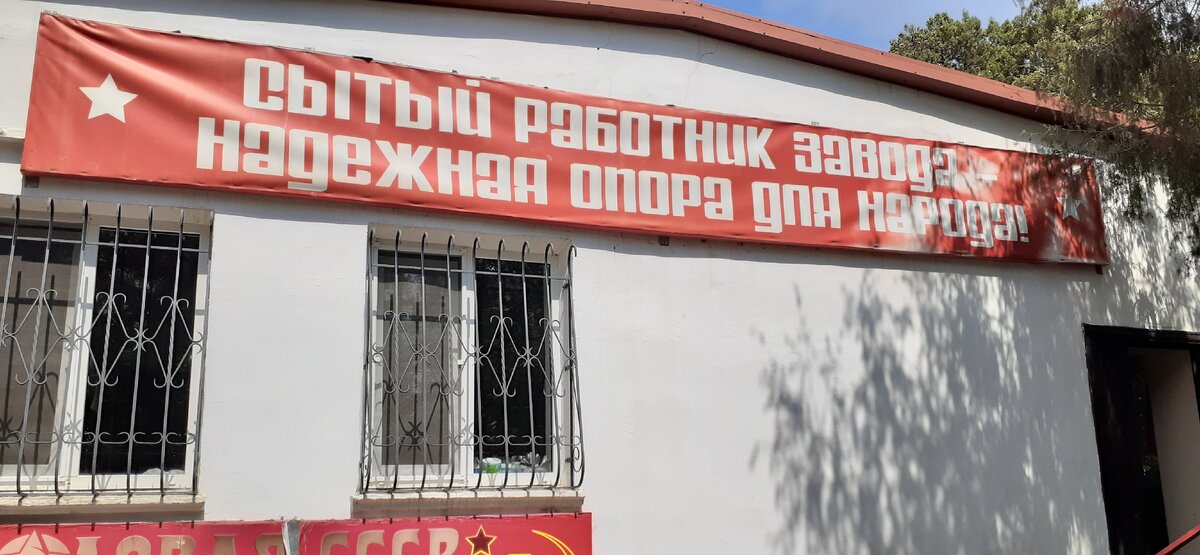 СЫТЫЙ РАБОТНИК ЗАВОДА –
НАДЕЖНАЯ ОПОРА ДЛЯ НАРОДА!
СССР